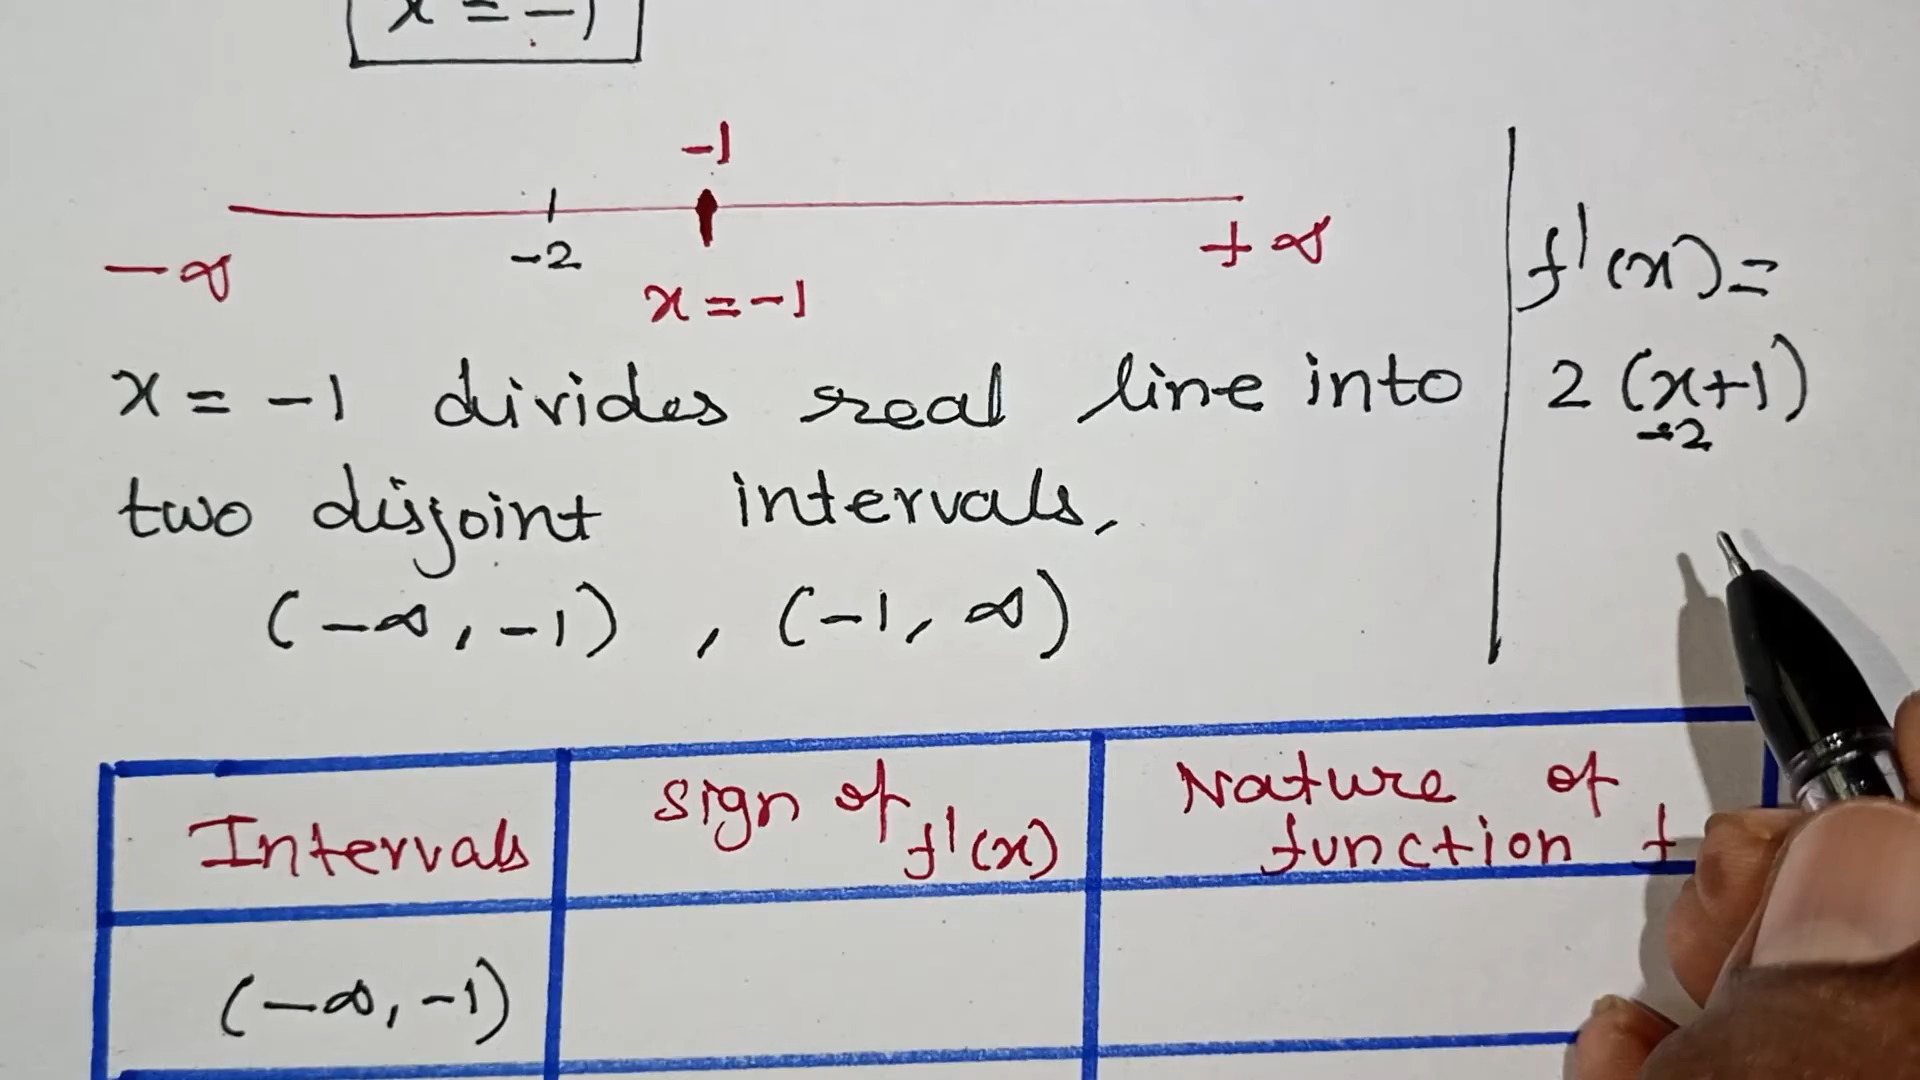 x = -1
-1
-∞ -2 x = -1 +∞
x = -1 divides real line into
two disjoint intervals,
(-∞, -1) , (-1, ∞)
f'(x) =
2 (x+1)
-2
Intervals sign of f'(x) Nature of function f
(-∞, -1)